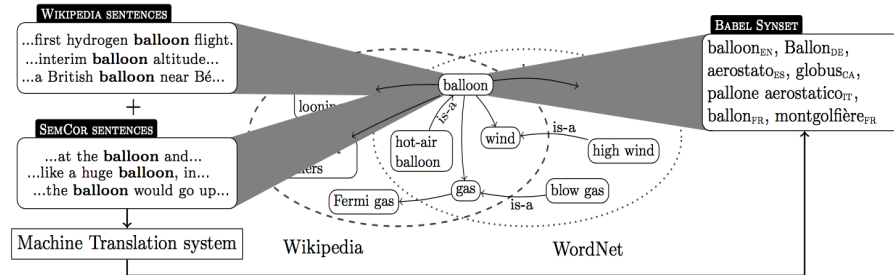 WIKIPEDIA SENTENCES
...first hydrogen balloon flight.
...interim balloon altitude...
...a British balloon near Bé...
+
SEMCOR SENTENCES
...at the balloon and...
...like a huge balloon, in...
...the balloon would go up...
Machine Translation system
balloon
is-a
hot-air
balloon
wind
is-a
high wind
gas
is-a
blow gas
Fermi gas
Wikipedia
WordNet
BABEL SYNSET
balloonEN, BallonDE,
aerostatoES, globusCA,
pallone aerostaticoIT,
ballonFR, montgolfièreFR